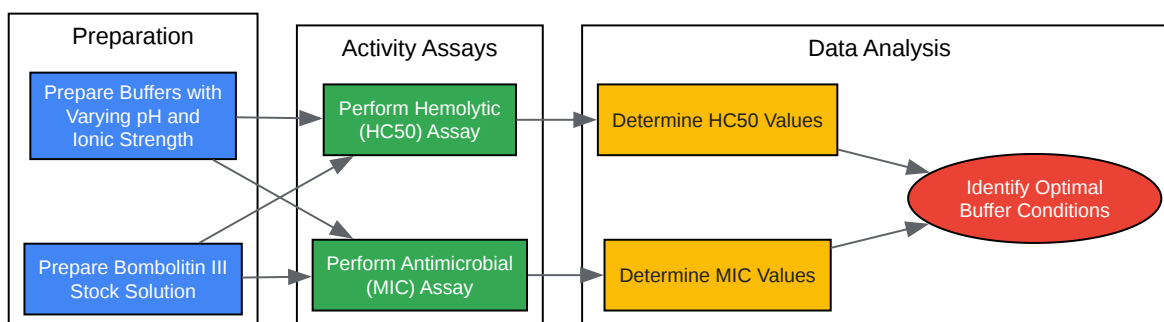 Preparation
Prepare Buffers with
Varying pH and
Ionic Strength
Prepare Bombolitin III
Stock Solution
Activity Assays
Perform Hemolytic
(HC50) Assay
Perform Antimicrobial
(MIC) Assay
Data Analysis
Determine HC50 Values
Determine MIC Values
Identify Optimal
Buffer Conditions